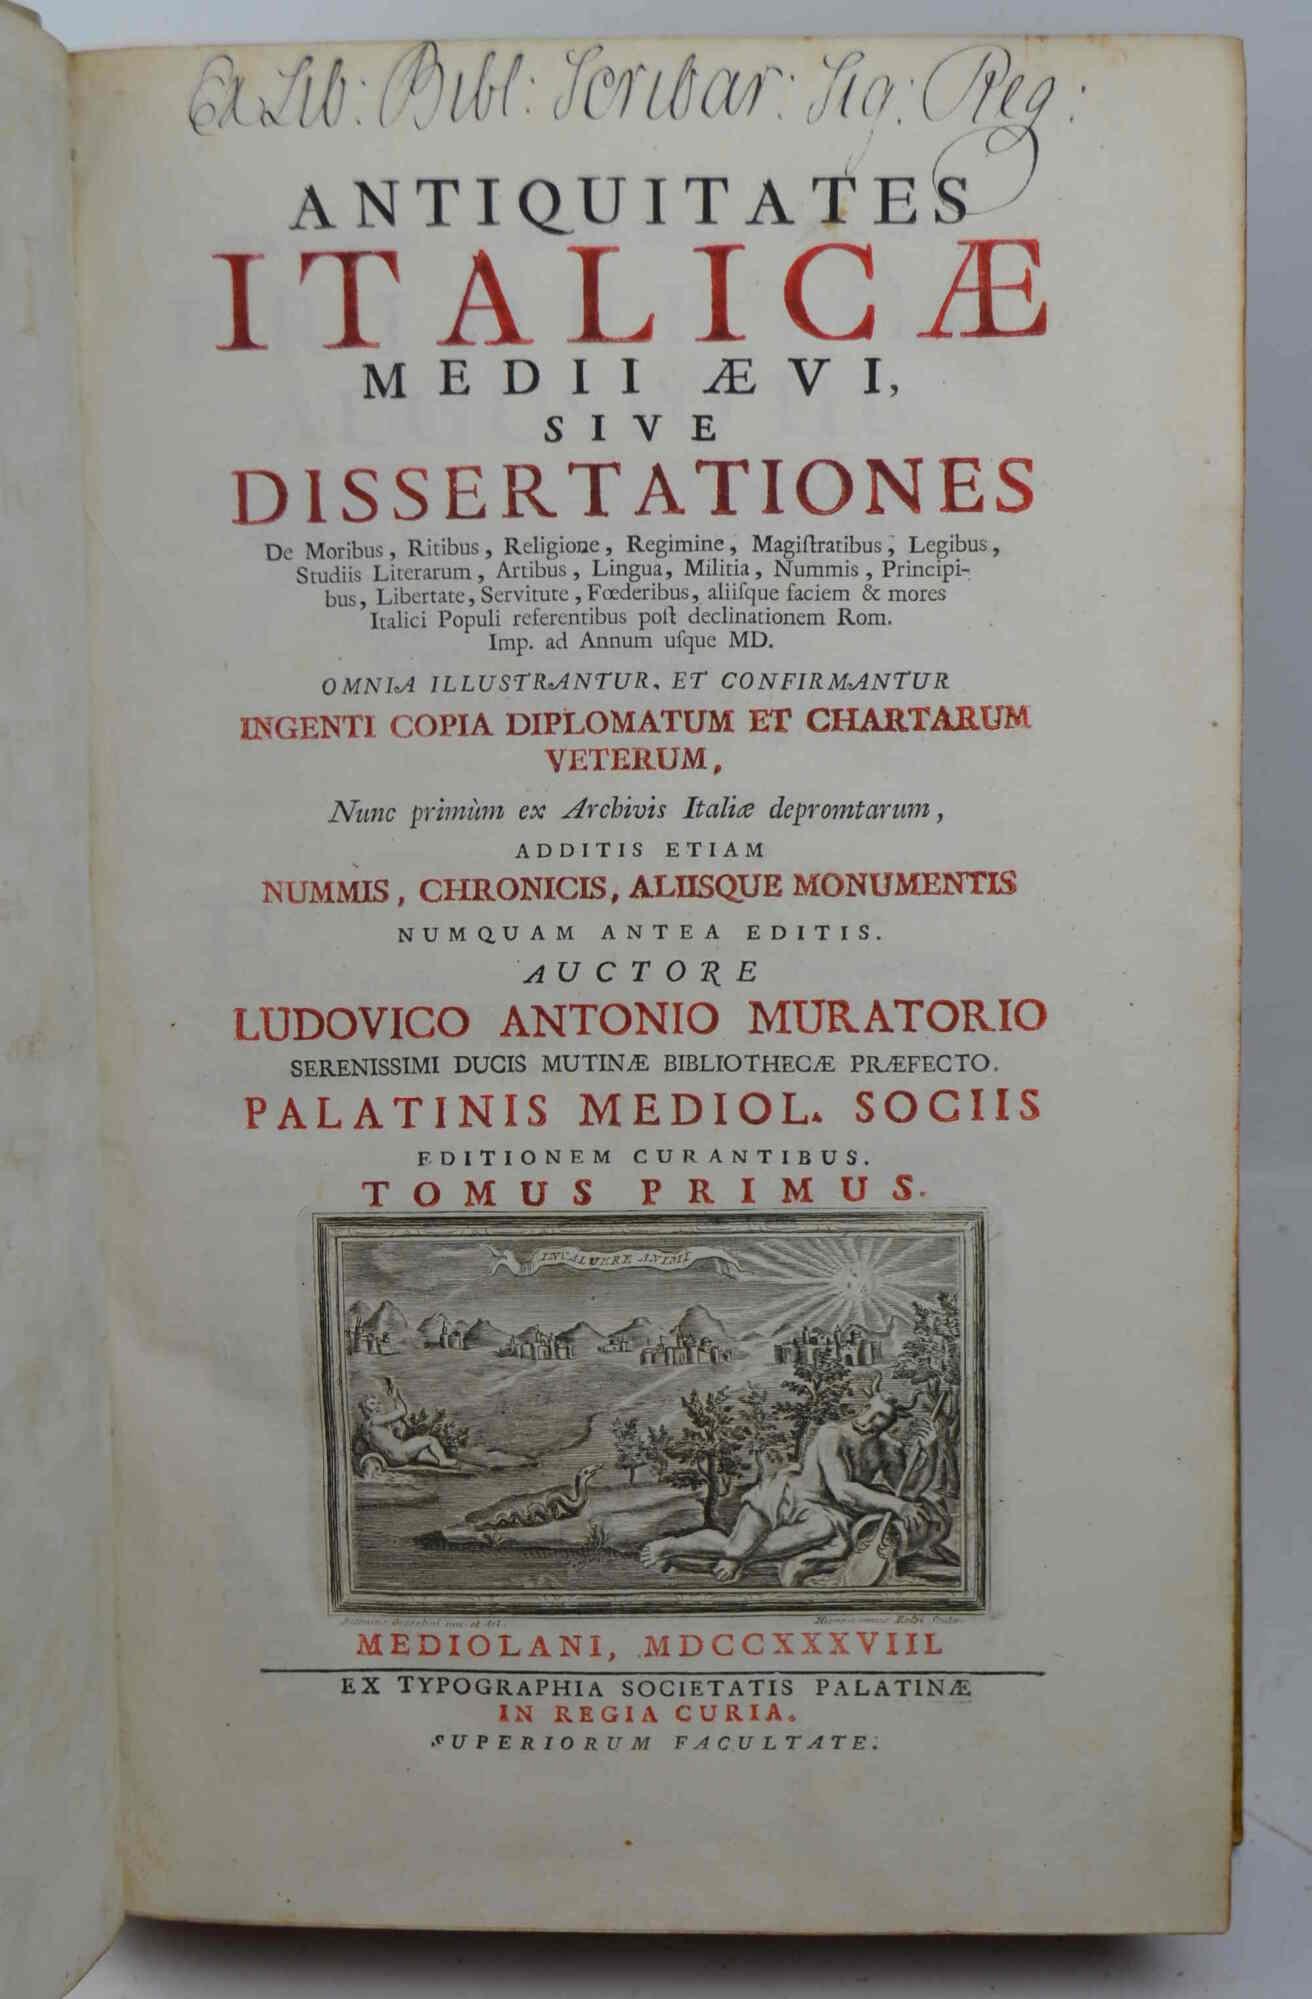 Ex Lib: Bibl: Scribar: Sig: Reg:
ANTIQUITATES
ITALICÆ
MEDII ÆVI,
SIVE
DISSERTATIONES
De Moribus, Ritibus, Religione, Regimine, Magiſtratibus, Legibus,
Studiis Literarum, Artibus, Lingua, Militia, Nummis, Principi-
bus, Libertate, Servitute, Fœderibus, aliiſque faciem & mores
Italici Populi referentibus poſt declinationem Rom.
Imp. ad Annum uſque MD.
OMNIA ILLUSTRANTUR, ET CONFIRMANTUR
INGENTI COPIA DIPLOMATUM ET CHARTARUM
VETERUM,
Nunc primùm ex Archivis Italiæ depromtarum,
ADDITIS ETIAM
NUMMIS, CHRONICIS, ALIISQUE MONUMENTIS
NUMQUAM ANTEA EDITIS.
AUCTORE
LUDOVICO ANTONIO MURATORIO
SERENISSIMI DUCIS MUTINÆ BIBLIOTHECÆ PRÆFECTO.
PALATINIS MEDIOL. SOCIIS
EDITIONEM CURANTIBUS.
TOMUS PRIMUS.
INVALUERE ANIMI
inv. et del.
MEDIOLANI, MDCCXXXVIII.
EX TYPOGRAPHIA SOCIETATIS PALATINÆ
IN REGIA CURIA.
SUPERIORUM FACULTATE.